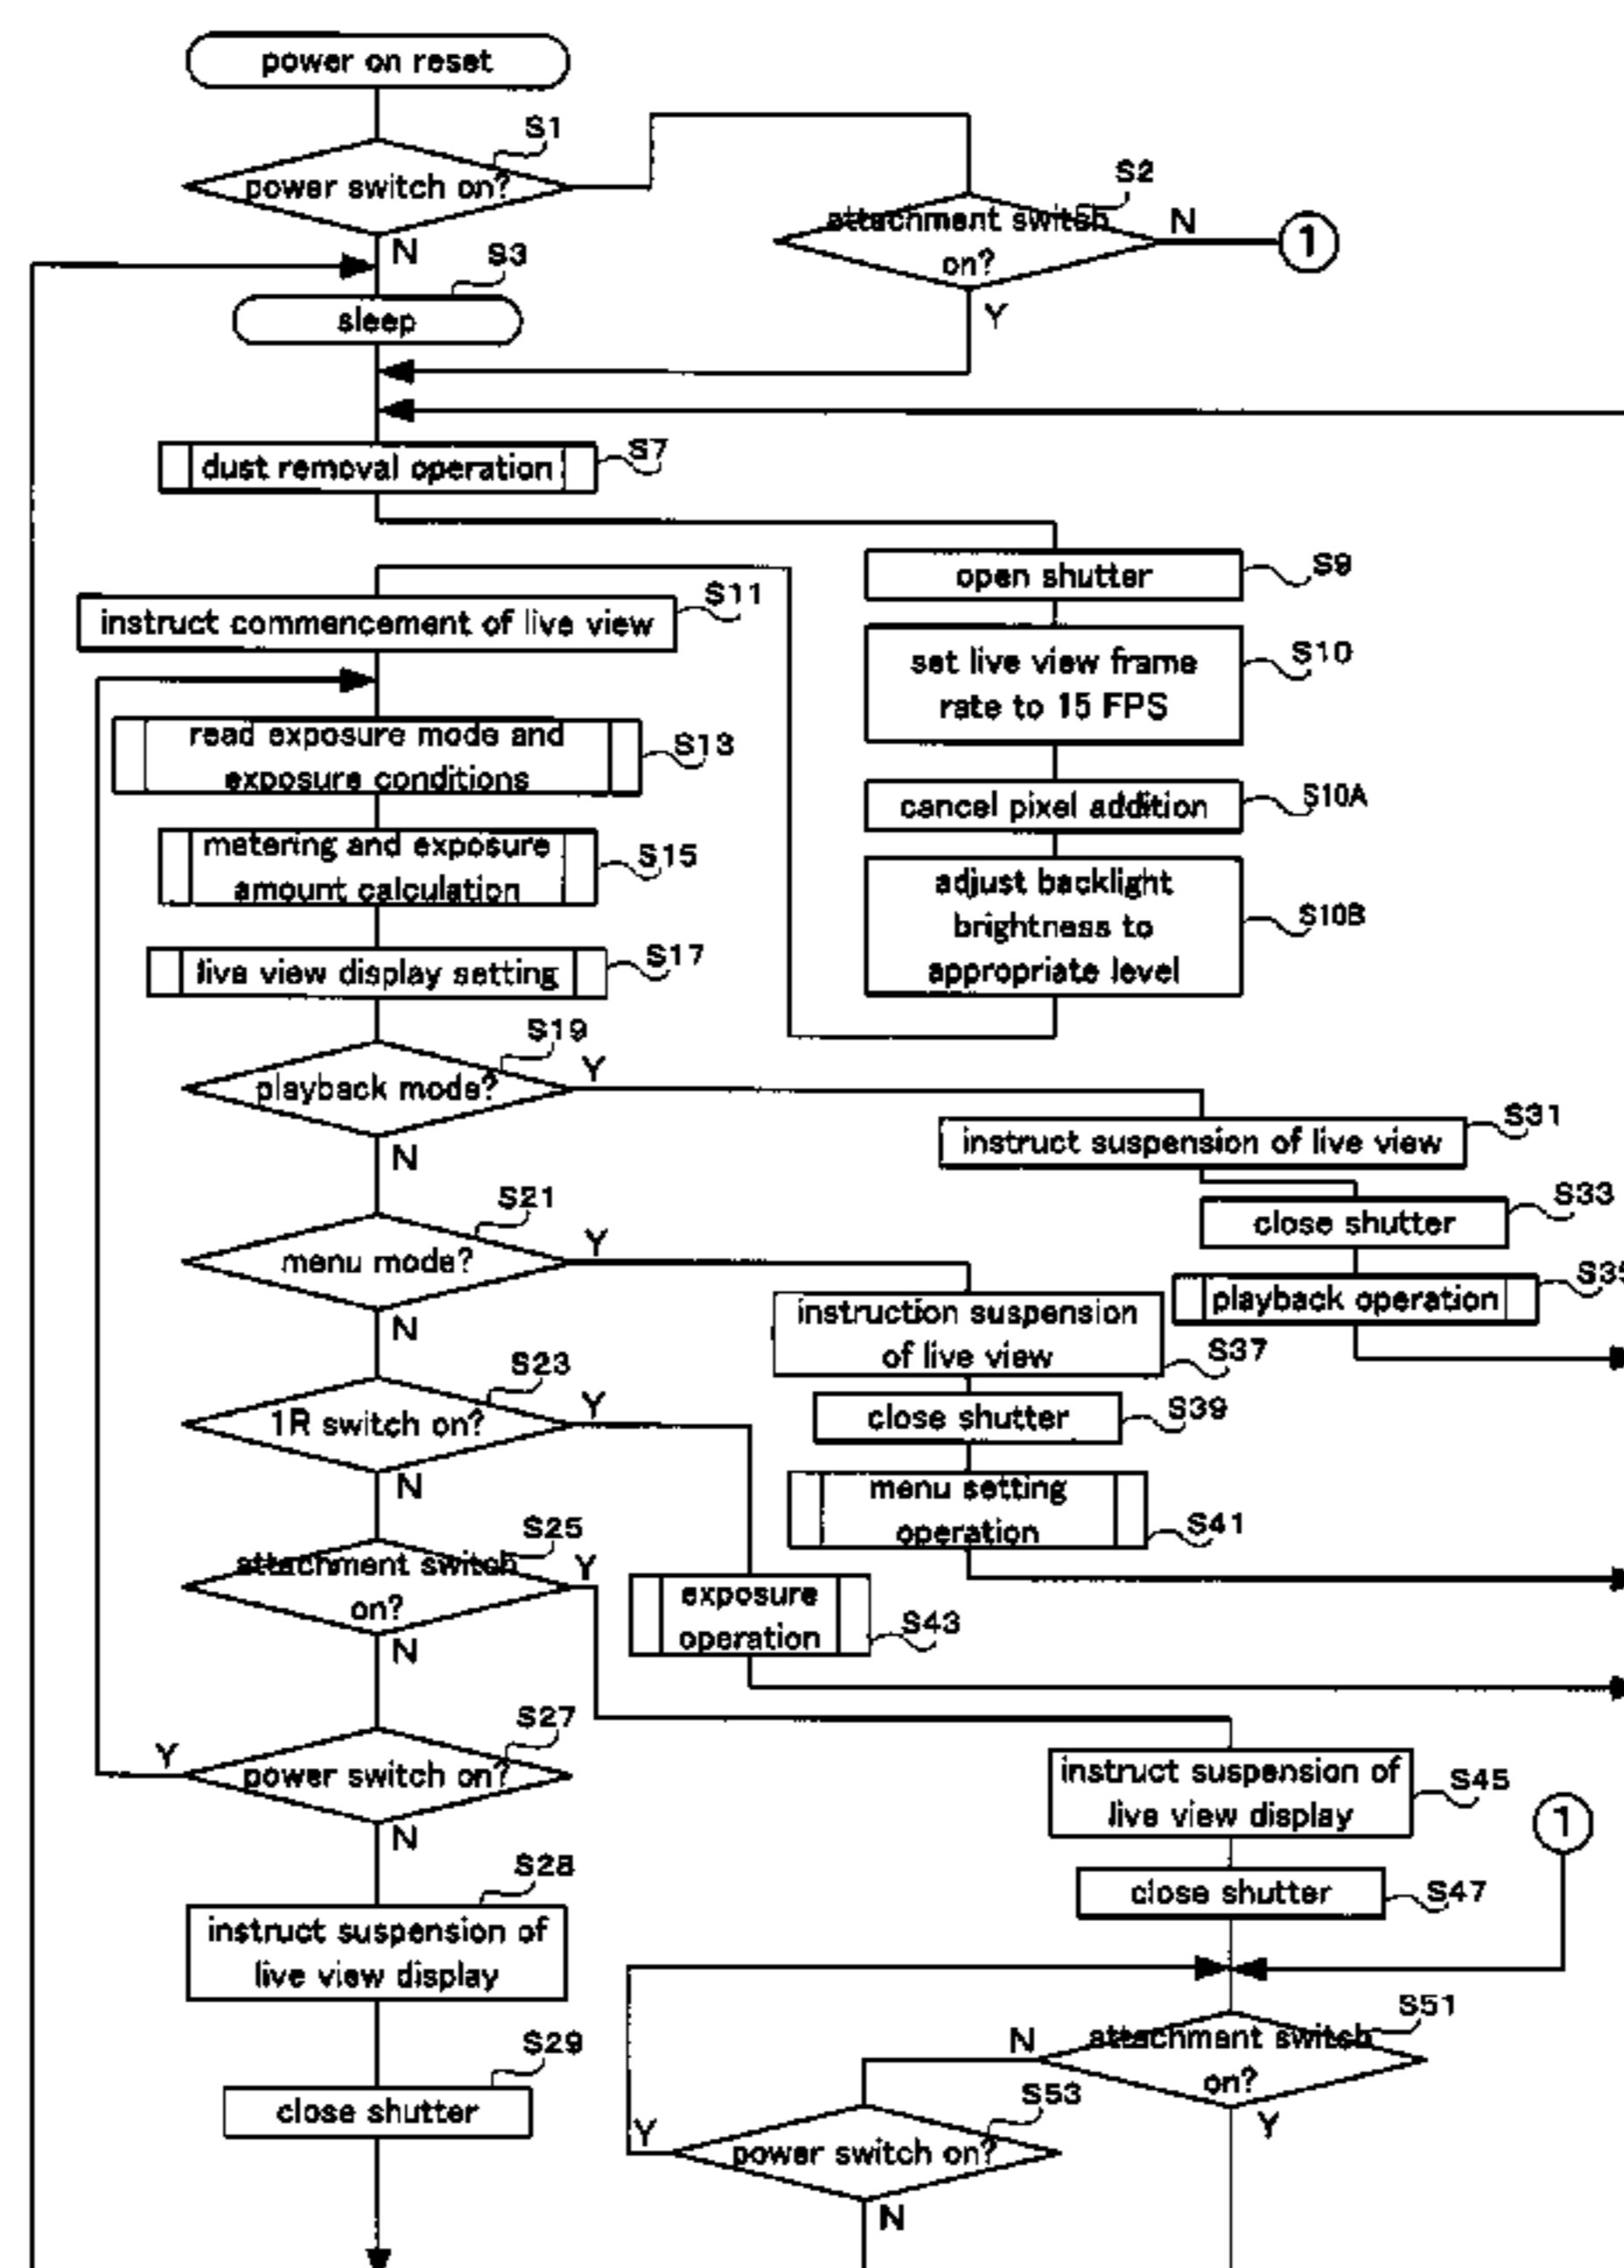 power on reset
S1
power switch on?
N
S2
attachment switch
on?
N
1
Y
S3
sleep
dust removal operation
S7
open shutter
S9
set live view frame
rate to 15 FPS
S10
cancel pixel addition
S10A
adjust backlight
brightness to
appropriate level
S10B
instruct commencement of live view
S11
read exposure mode and
exposure conditions
S13
metering and exposure
amount calculation
S15
live view display setting
S17
S19
playback mode?
Y
N
instruct suspension of live view
S31
close shutter
S33
playback operation
S21
menu mode?
Y
N
instruction suspension
of live view
S37
close shutter
S39
menu setting
operation
S41
S23
1R switch on?
Y
N
exposure
operation
S43
S25
attachment switch
on?
Y
N
S27
power switch on?
Y
N
S28
instruct suspension of
live view display
S29
close shutter
instruct suspension of
live view display
S45
close shutter
S47
1
S51
attachment switch
on?
N
Y
S53
power switch on?
Y
N